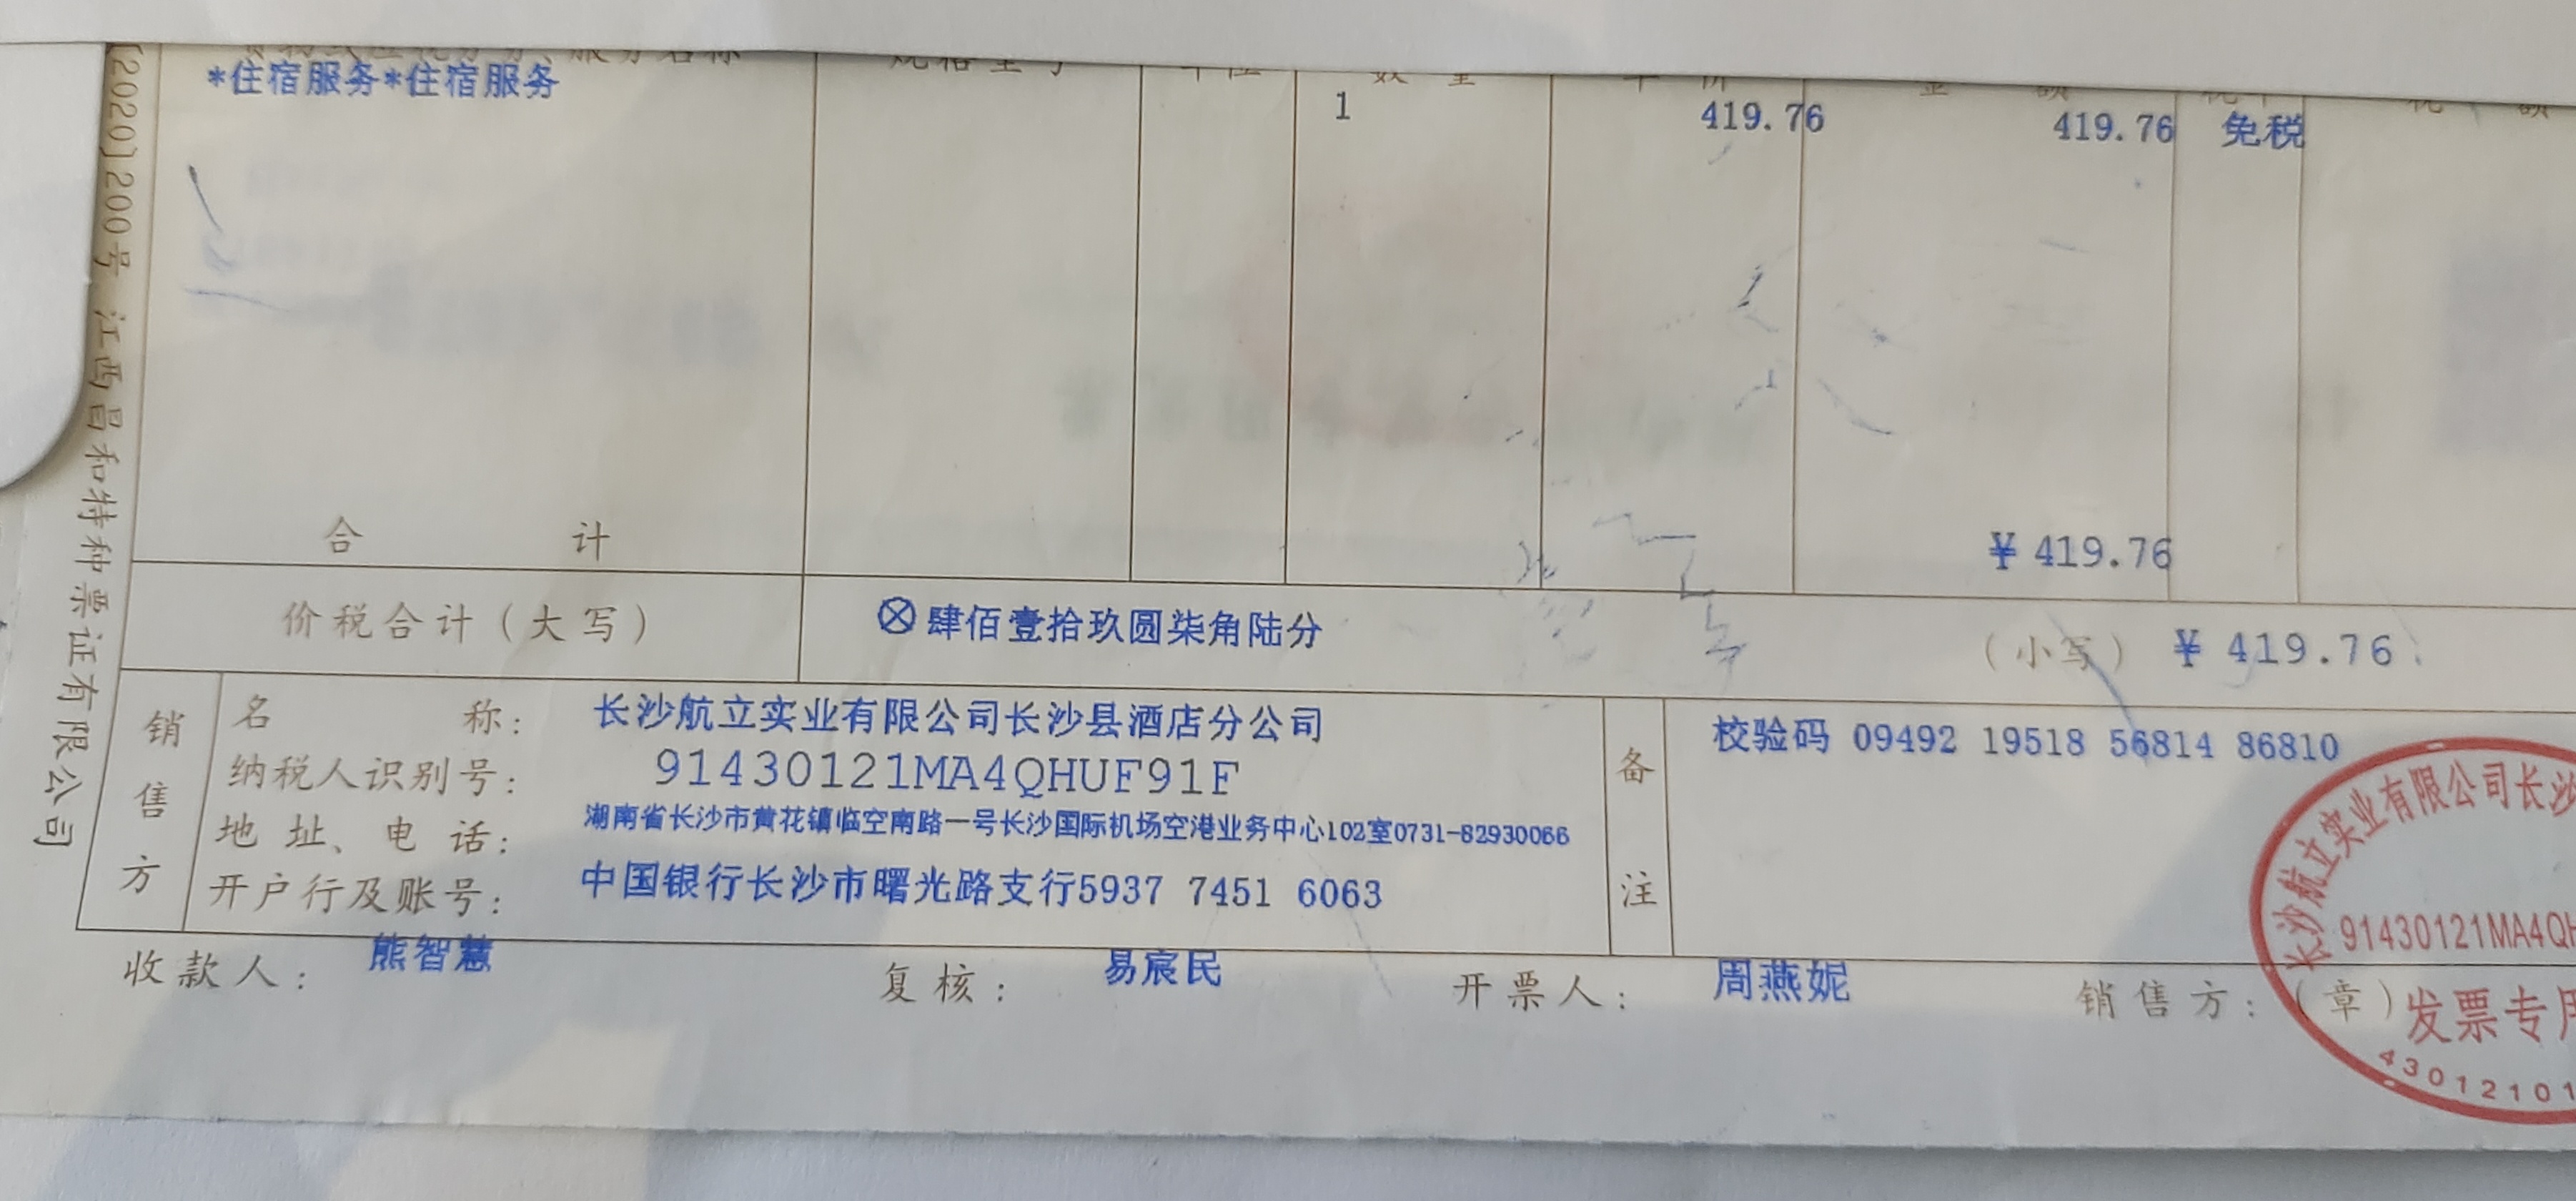 *住宿服务*住宿服务
1 419.76 419.76 免税
合计 ¥419.76
价税合计（大写） ⊗肆佰壹拾玖圆柒角陆分 （小写）¥419.76
销售方
名称: 长沙航立实业有限公司长沙县酒店分公司
纳税人识别号: 91430121MA4QHUF91F
地址、电话: 湖南省长沙市黄花镇临空南路一号长沙国际机场空港业务中心102室0731-82930066
开户行及账号: 中国银行长沙市曙光路支行5937 7451 6063
备注
校验码 09492 19518 56814 86810
收款人: 熊智慧 复核: 易宸民 开票人: 周燕妮 销售方:（章）
长沙航立实业有限公司长沙
91430121MA4QH
发票专用
43012101
[2020]200号 江西昌和特种票证有限公司